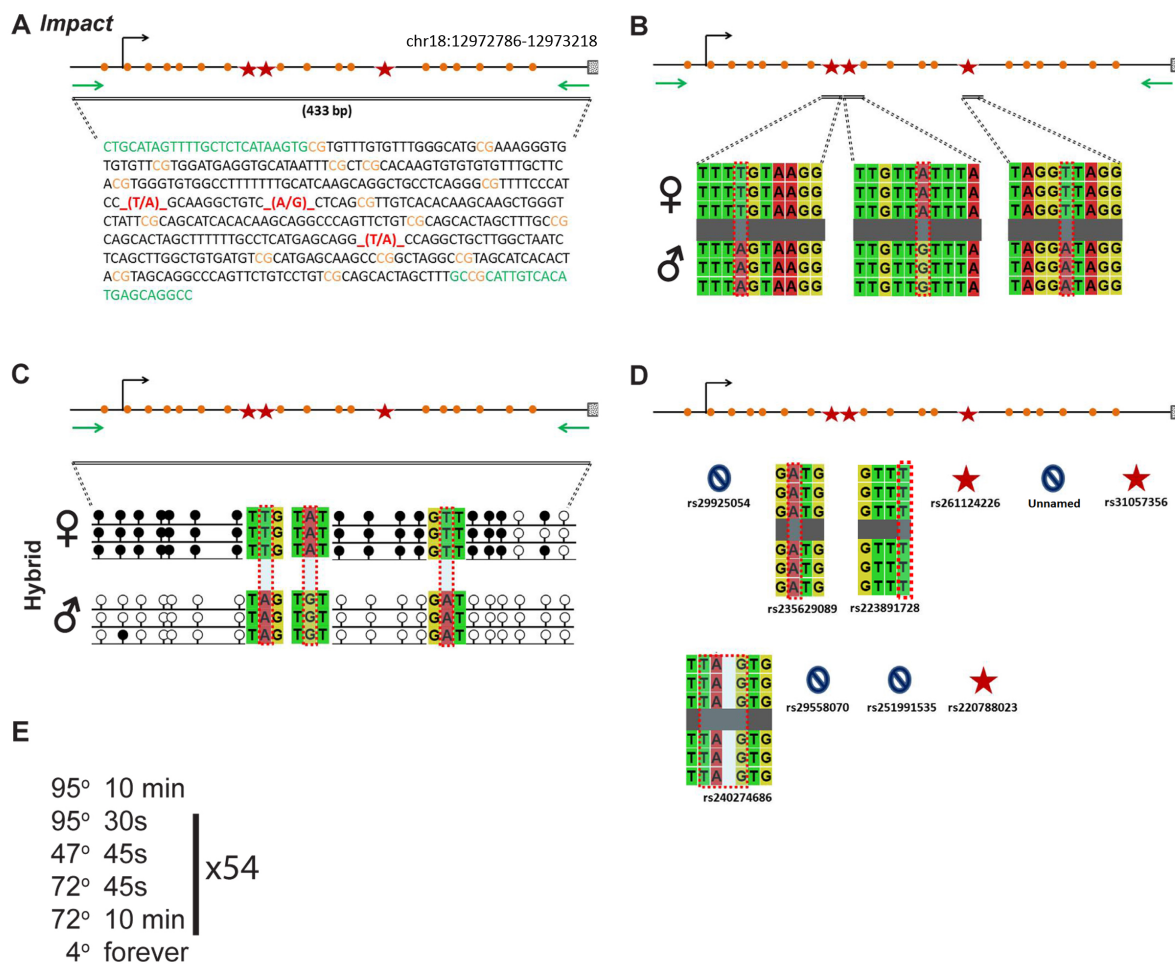 A Impact
chr18:12972786-12973218
(433 bp)
CTGCATAGTTTTGCTCTCATAAGTGCGTGTTTGTGTTTGGGCATGCGAAAGGGTG
TGTGTTCGTGGATGAGGTGCATAATTTCGCTCGCACAAGTGTGTGTGTTTGCTTC
ACGTGGGTGTGGCCTTTTTTTGCATCAAGCAGGCTGCCTCAGGGCGTTTTCCCAT
CC_(T/A)_GCAAGGCTGTC_(A/G)_CTCAGCGTTGTCACACAAGCAAGCTGGGT
CTATTCGCAGCATCACACAAGCAGGCCCAGTTCTGTCGCAGCACTAGCTTTGCCG
CAGCACTAGCTTTTTTGCCTCATGAGCAGG_(T/A)_CCAGGCTGCTTGGCTAATC
TCAGCTTGGCTGTGATGTCGCATGAGCAAGCCCGGCTAGGCCGTAGCATCACACT
ACGTAGCAGGCCCAGTTCTGTCCTGTCGCAGCACTAGCTTTGCCGCATTGTCACA
TGAGCAGGCC
B
♀
TTTTGTAAGG TTGTTATTTA TAGGTTAGG
TTTTGTAAGG TTGTTATTTA TAGGTTAGG
TTTTGTAAGG TTGTTATTTA TAGGTTAGG
♂
TTTAGTAAGG TTGTTGTTTA TAGGATAGG
TTTAGTAAGG TTGTTGTTTA TAGGATAGG
TTTAGTAAGG TTGTTGTTTA TAGGATAGG
C
Hybrid
♀
TTG TAT GTT
TTG TAT GTT
TTG TAT GTT
♂
TAG TGT GAT
TAG TGT GAT
TAG TGT GAT
D
rs29925054
GATG
GATG
GATG
GATG
GATG
GATG
rs235629089
GTTT
GTTT
GTTT
GTTT
GTTT
GTTT
rs223891728
rs261124226
Unnamed
rs31057356
TTA GTG
TTA GTG
TTA GTG
TTA GTG
TTA GTG
TTA GTG
rs240274686
rs29558070
rs251991535
rs220788023
E
95° 10 min
95° 30s
47° 45s
72° 45s
72° 10 min
4° forever
x54